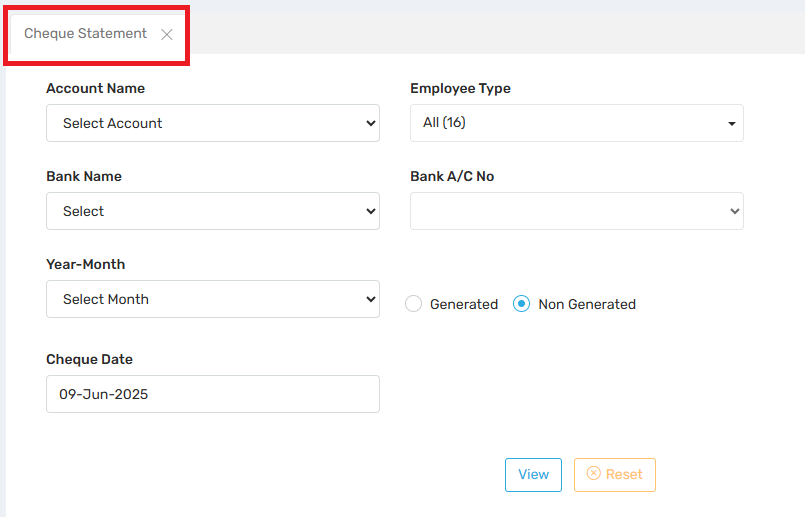 Cheque Statement
Account Name
Employee Type
Select Account
All (16)
Bank Name
Bank A/C No
Select
Year-Month
Select Month
Generated
Non Generated
Cheque Date
09-Jun-2025
View
Reset